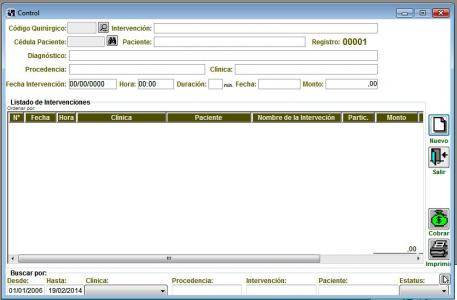 Control
Código Quirúrgico: Intervención:
Cédula Paciente: Paciente: Registro: 00001
Diagnóstico:
Procedencia: Clínica:
Fecha Intervención: 00/00/0000 Hora: 00:00 Duración: min. Fecha: Monto: ,00
Listado de Intervenciones
Ordenar por:
Nº Fecha Hora Clínica Paciente Nombre de la Interveción Partic. Monto
Nuevo
Salir
Cobrar
,00
Imprimir
Buscar por:
Desde: Hasta: Clínica: Procedencia: Intervención: Paciente: Estatus:
01/01/2006 19/02/2014